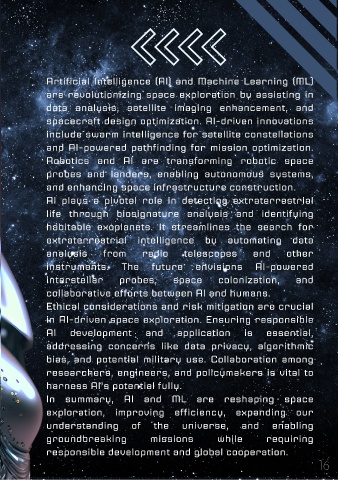 Artificial Intelligence (AI) and Machine Learning (ML)
are revolutionizing space exploration by assisting in
data analysis, satellite imaging enhancement, and
spacecraft design optimization. AI-driven innovations
include swarm intelligence for satellite constellations
and AI-powered pathfinding for mission optimization.
Robotics and AI are transforming robotic space
probes and landers, enabling autonomous systems,
and enhancing space infrastructure construction.
AI plays a pivotal role in detecting extraterrestrial
life through biosignature analysis and identifying
habitable exoplanets. It streamlines the search for
extraterrestrial intelligence by automating data
analysis from radio telescopes and other
instruments. The future envisions AI-powered
interstellar probes, space colonization, and
collaborative efforts between AI and humans.
Ethical considerations and risk mitigation are crucial
in AI-driven space exploration. Ensuring responsible
AI development and application is essential,
addressing concerns like data privacy, algorithmic
bias, and potential military use. Collaboration among
researchers, engineers, and policymakers is vital to
harness AI's potential fully.
In summary, AI and ML are reshaping space
exploration, improving efficiency, expanding our
understanding of the universe, and enabling
groundbreaking missions while requiring
responsible development and global cooperation.
16